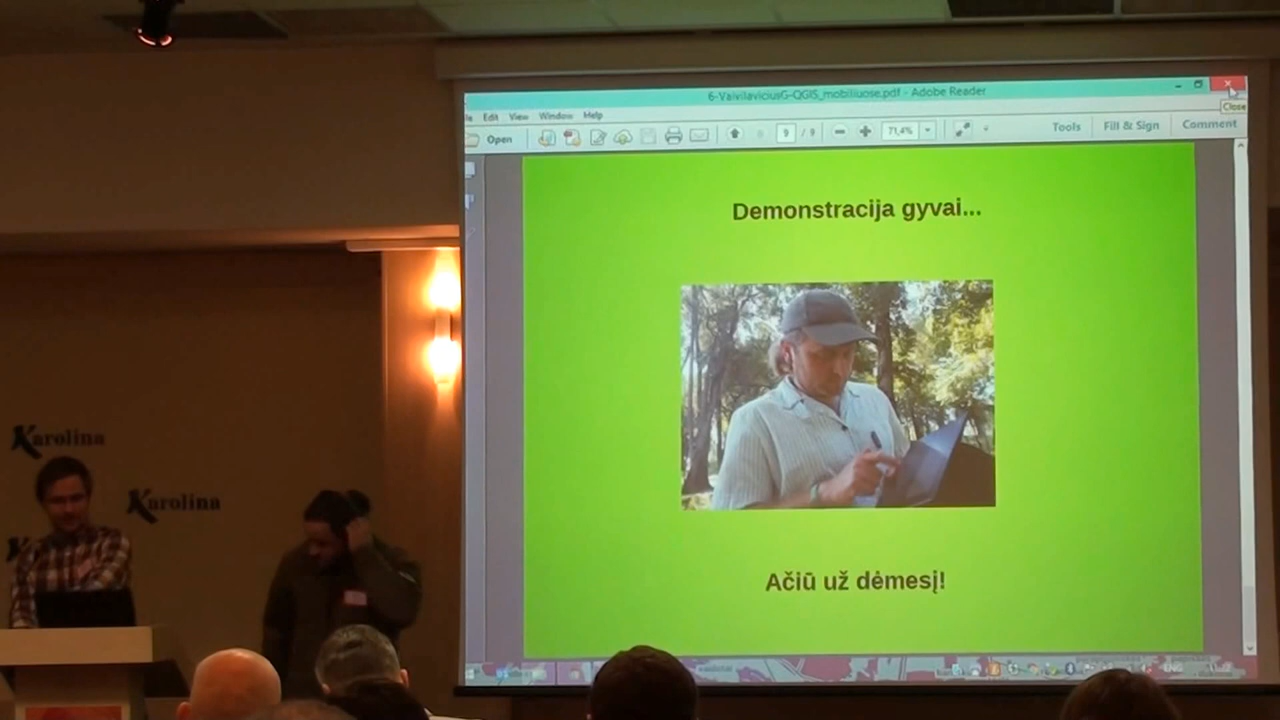 6-VaivilaviciusG-QGIS_mobiliuose.pdf - Adobe Reader
Close
Edit View Window Help
Open 9 / 9 71,4% Tools Fill & Sign Comment
Demonstracija gyvai...
Ačiū už dėmesį!
Karolina
Karolina